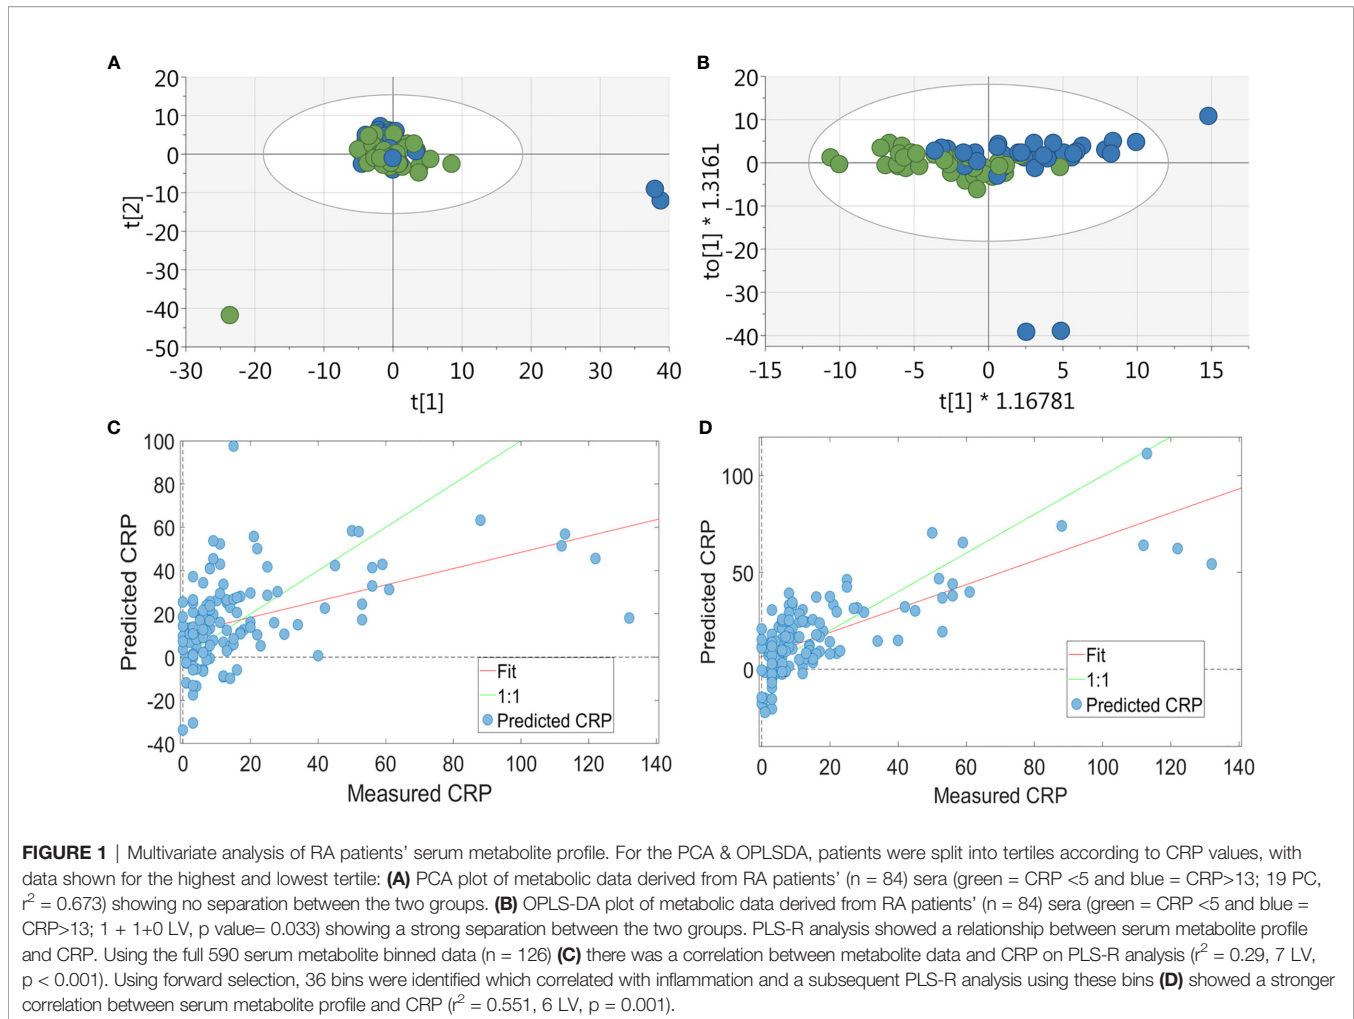 A
B
20
10
0
-10
-20
-30
-40
-50
t[2]
-30
-20
-10
0
10
20
30
40
t[1]
20
10
0
-10
-20
-30
-40
to[1] * 1.3161
-15
-10
-5
0
5
10
15
t[1] * 1.16781
C
D
100
80
60
40
20
0
-20
-40
Predicted CRP
Fit
1:1
Predicted CRP
0
20
40
60
80
100
120
140
Measured CRP
100
50
0
Predicted CRP
Fit
1:1
Predicted CRP
0
20
40
60
80
100
120
140
Measured CRP
FIGURE 1 | Multivariate analysis of RA patients’ serum metabolite profile. For the PCA & OPLSDA, patients were split into tertiles according to CRP values, with
data shown for the highest and lowest tertile: (A) PCA plot of metabolic data derived from RA patients’ (n = 84) sera (green = CRP <5 and blue = CRP>13; 19 PC,
r² = 0.673) showing no separation between the two groups. (B) OPLS-DA plot of metabolic data derived from RA patients’ (n = 84) sera (green = CRP <5 and blue =
CRP>13; 1 + 1+0 LV, p value= 0.033) showing a strong separation between the two groups. PLS-R analysis showed a relationship between serum metabolite profile
and CRP. Using the full 590 serum metabolite binned data (n = 126) (C) there was a correlation between metabolite data and CRP on PLS-R analysis (r² = 0.29, 7 LV,
p < 0.001). Using forward selection, 36 bins were identified which correlated with inflammation and a subsequent PLS-R analysis using these bins (D) showed a stronger
correlation between serum metabolite profile and CRP (r² = 0.551, 6 LV, p = 0.001).